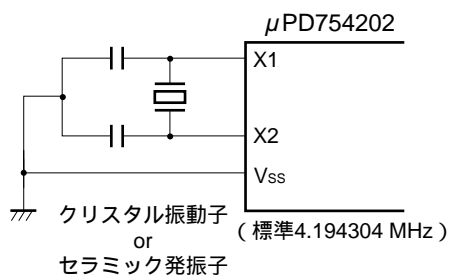 μPD754202
X1
X2
VSS
クリスタル振動子
or
セラミック発振子
（標準4.194304 MHz）